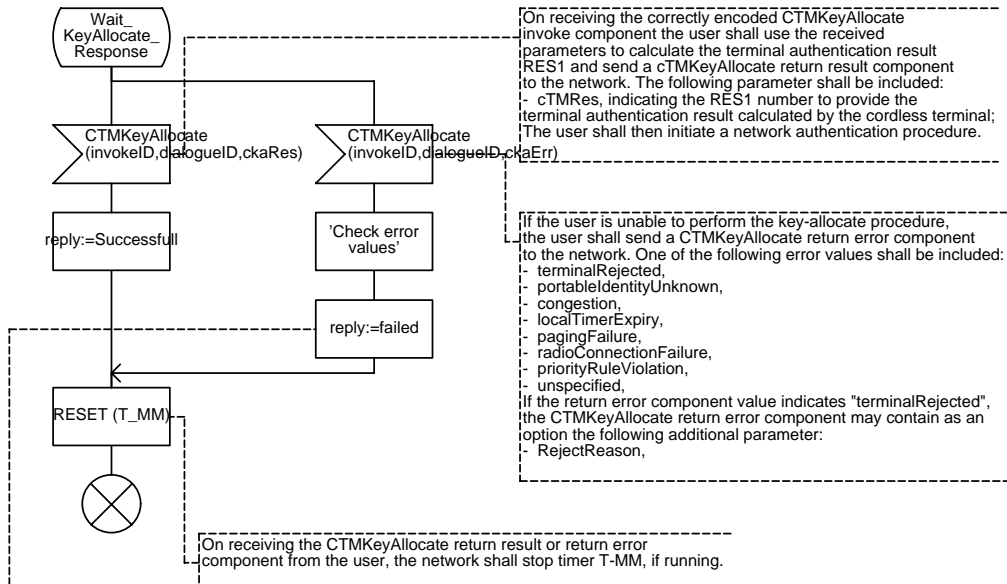 Wait_
KeyAllocate_
Response
CTMKeyAllocate
(invokeID,dialogueID,ckaRes)
CTMKeyAllocate
(invokeID,dialogueID,ckaErr)
reply:=Successfull
'Check error
values'
reply:=failed
RESET (T_MM)
On receiving the correctly encoded CTMKeyAllocate
invoke component the user shall use the received
parameters to calculate the terminal authentication result
RES1 and send a cTMKeyAllocate return result component
to the network. The following parameter shall be included:
- cTMRes, indicating the RES1 number to provide the
terminal authentication result calculated by the cordless terminal;
The user shall then initiate a network authentication procedure.
If the user is unable to perform the key-allocate procedure,
the user shall send a CTMKeyAllocate return error component
to the network. One of the following error values shall be included:
- terminalRejected,
- portableIdentityUnknown,
- congestion,
- localTimerExpiry,
- pagingFailure,
- radioConnectionFailure,
- priorityRuleViolation,
- unspecified,
If the return error component value indicates "terminalRejected",
the CTMKeyAllocate return error component may contain as an
option the following additional parameter:
- RejectReason,
On receiving the CTMKeyAllocate return result or return error
component from the user, the network shall stop timer T-MM, if running.